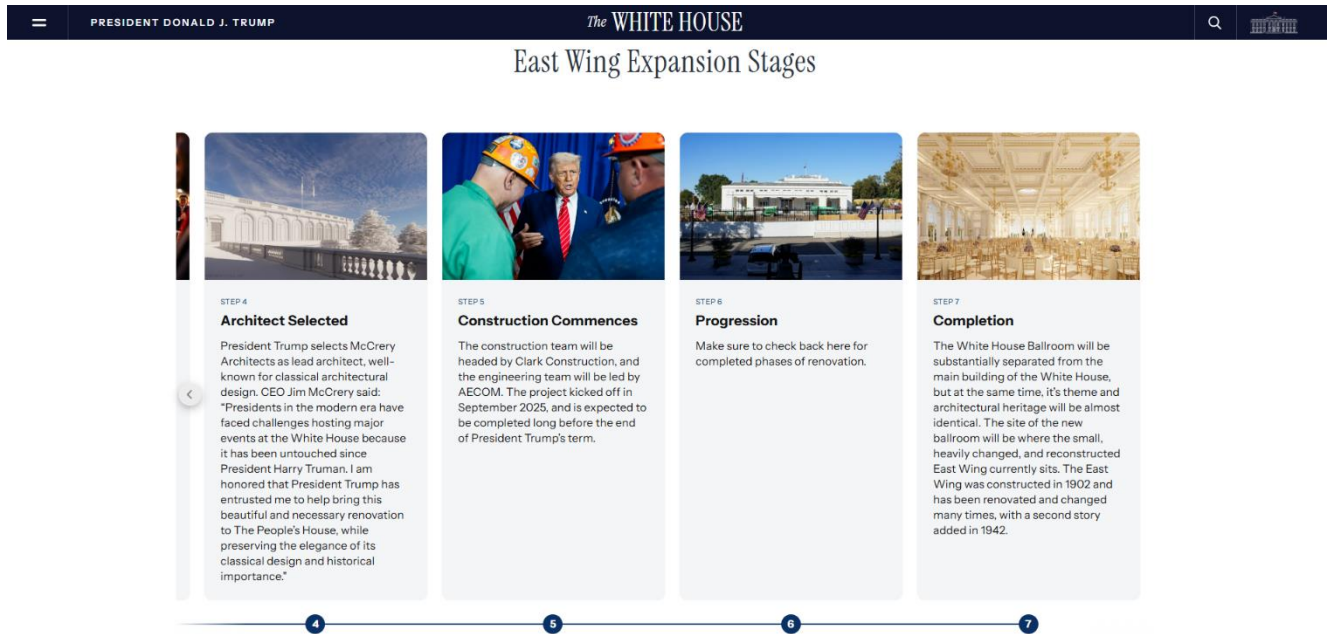 PRESIDENT DONALD J. TRUMP
The WHITE HOUSE
East Wing Expansion Stages
STEP 4
Architect Selected
President Trump selects McCrery
Architects as lead architect, well-
known for classical architectural
design. CEO Jim McCrery said:
"Presidents in the modern era have
faced challenges hosting major
events at the White House because
it has been untouched since
President Harry Truman. I am
honored that President Trump has
entrusted me to help bring this
beautiful and necessary renovation
to The People's House, while
preserving the elegance of its
classical design and historical
importance."
STEP 5
Construction Commences
The construction team will be
headed by Clark Construction, and
the engineering team will be led by
AECOM. The project kicked off in
September 2025, and is expected to
be completed long before the end
of President Trump's term.
STEP 6
Progression
Make sure to check back here for
completed phases of renovation.
STEP 7
Completion
The White House Ballroom will be
substantially separated from the
main building of the White House,
but at the same time, it's theme and
architectural heritage will be almost
identical. The site of the new
ballroom will be where the small,
heavily changed, and reconstructed
East Wing currently sits. The East
Wing was constructed in 1902 and
has been renovated and changed
many times, with a second story
added in 1942.
4
5
6
7